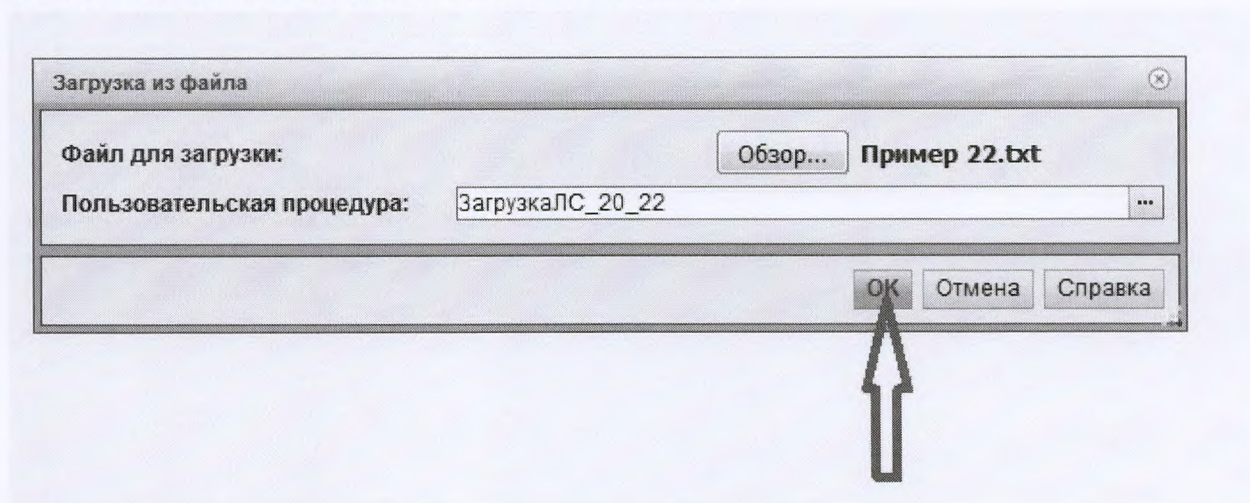 Загрузка из файла
Файл для загрузки: Обзор... Пример 22.txt
Пользовательская процедура: ЗагрузкаЛС_20_22 ...
ОК Отмена Справка